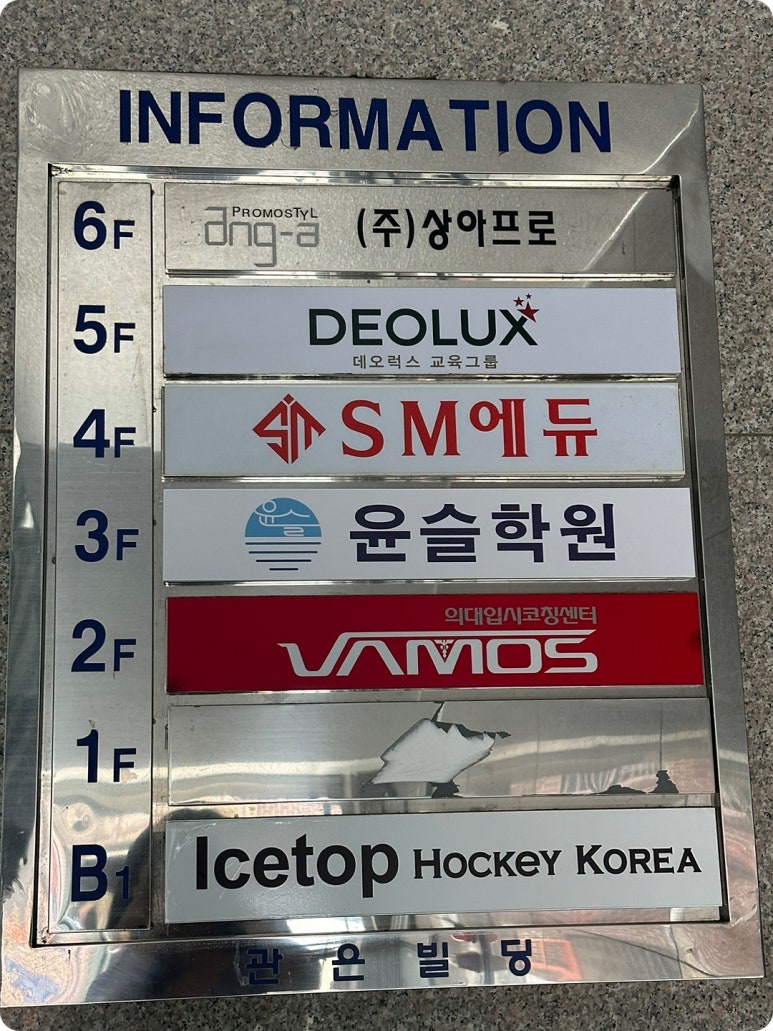 INFORMATION
6F
PROMOSTYL
ang-a (주)상아프로
5F
DEOLUX
데오럭스 교육그룹
4F
SM SM에듀
3F
윤슬 윤슬학원
2F
의대입시코칭센터
VAMOS
1F
B1
Icetop HOCKEY KOREA
관은빌딩